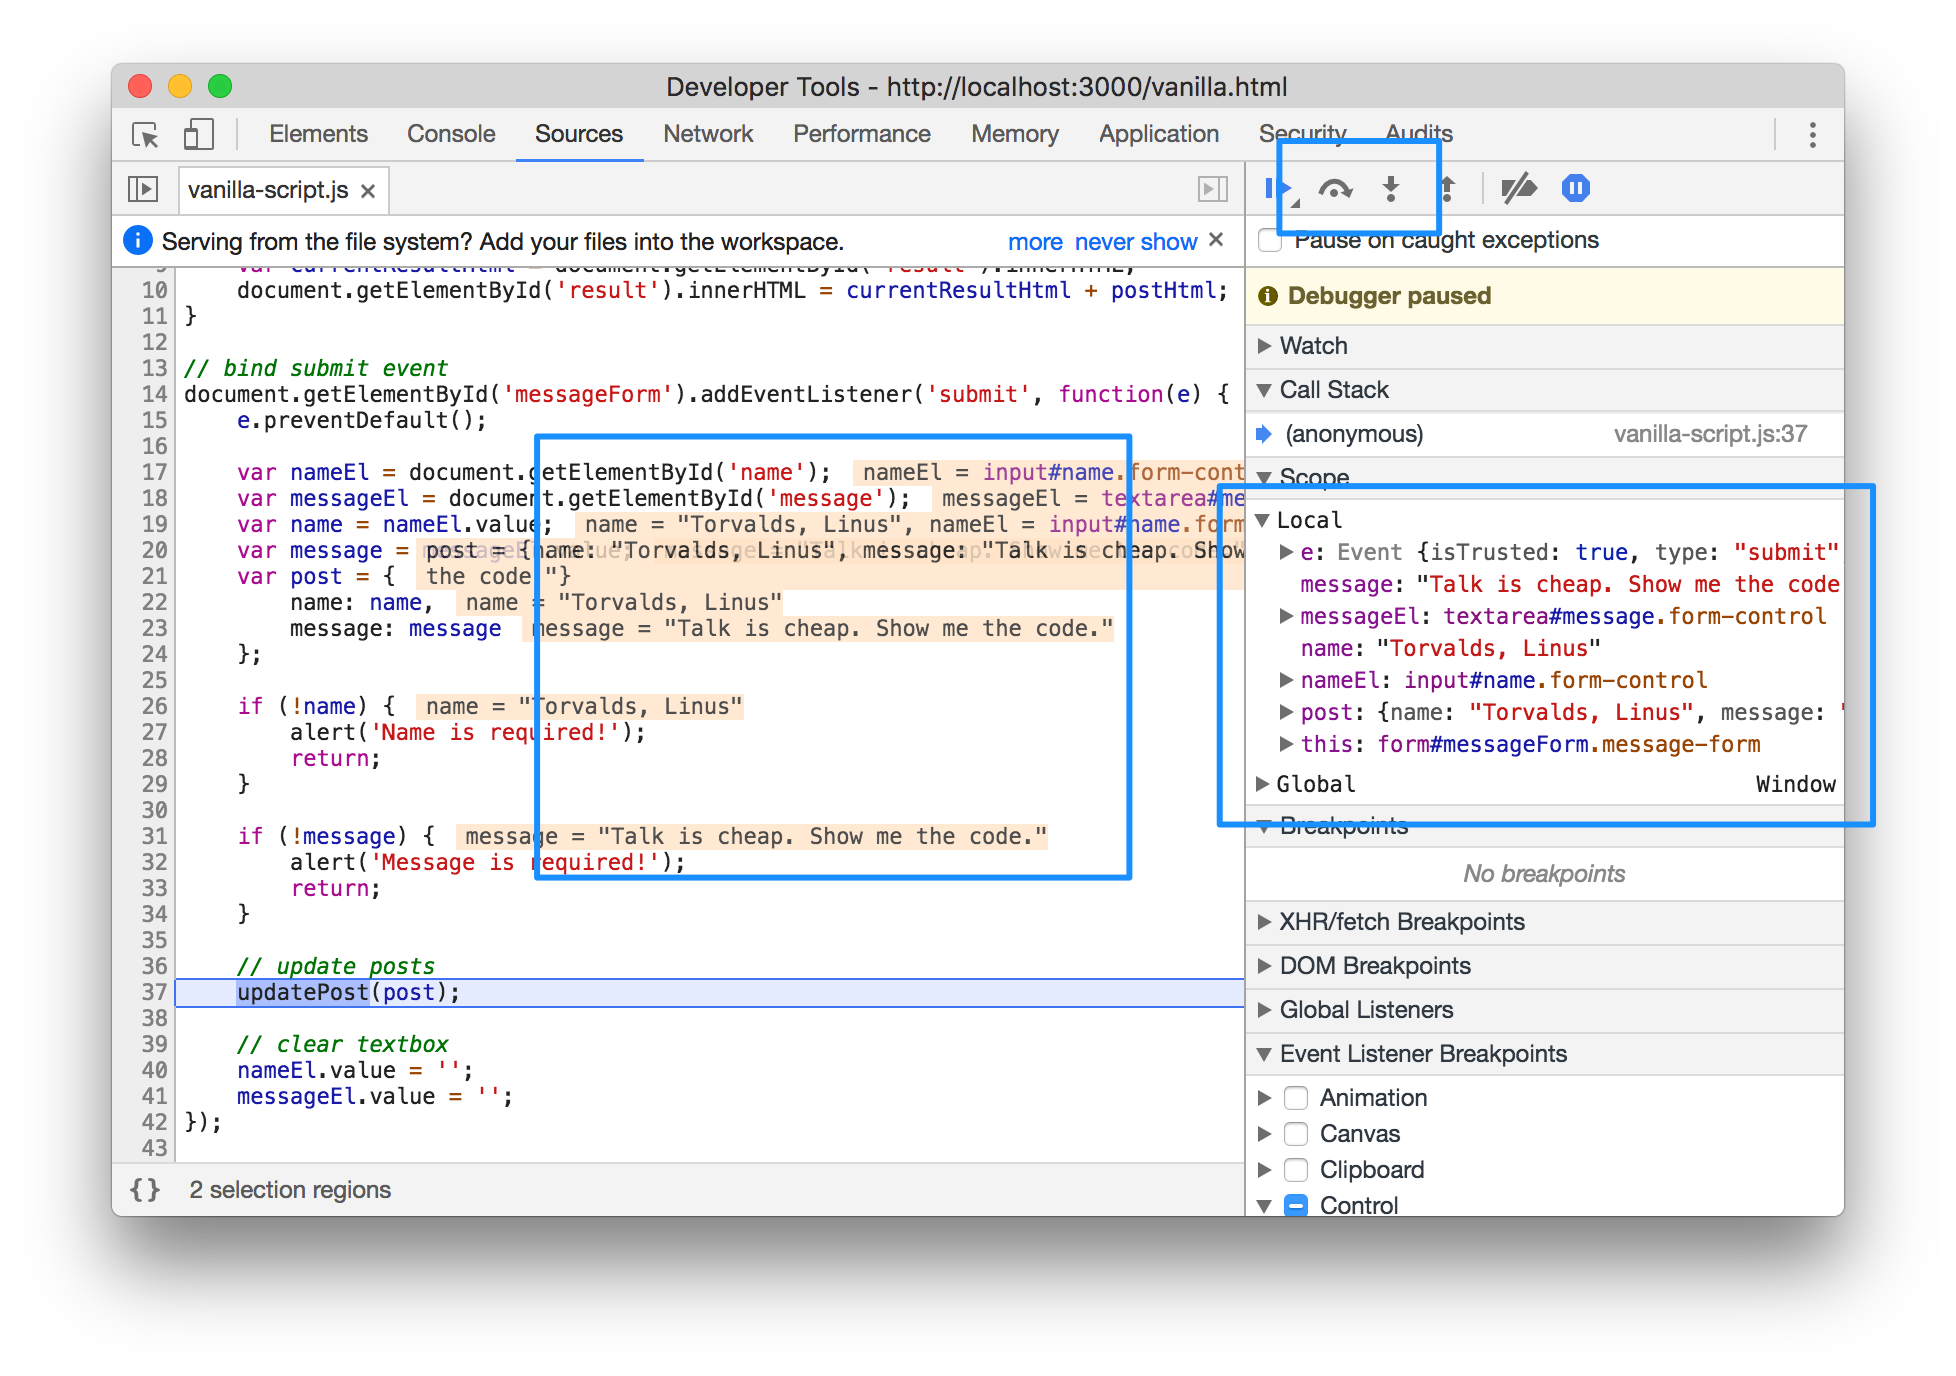 Developer Tools - http://localhost:3000/vanilla.html
Elements Console Sources Network Performance Memory Application Security Audits
vanilla-script.js ×
Serving from the file system? Add your files into the workspace. more never show ×
10 document.getElementById('result').innerHTML = currentResultHtml + postHtml;
11 }
12
13 // bind submit event
14 document.getElementById('messageForm').addEventListener('submit', function(e) {
15 e.preventDefault();
16
17 var nameEl = document.getElementById('name'); nameEl = input#name.form-cont
18 var messageEl = document.getElementById('message'); messageEl = textarea#me
19 var name = nameEl.value; name = "Torvalds, Linus", nameEl = input#name.form
20 var message = post = {name: "Torvalds, Linus", message: "Talk is cheap. Show
21 var post = { the code."}
22 name: name, name = "Torvalds, Linus"
23 message: message message = "Talk is cheap. Show me the code."
24 };
25
26 if (!name) { name = "Torvalds, Linus"
27 alert('Name is required!');
28 return;
29 }
30
31 if (!message) { message = "Talk is cheap. Show me the code."
32 alert('Message is required!');
33 return;
34 }
35
36 // update posts
37 updatePost(post);
38
39 // clear textbox
40 nameEl.value = '';
41 messageEl.value = '';
42 });
43
{} 2 selection regions
Pause on caught exceptions
Debugger paused
Watch
Call Stack
(anonymous) vanilla-script.js:37
Scope
Local
e: Event {isTrusted: true, type: "submit"
message: "Talk is cheap. Show me the code
messageEl: textarea#message.form-control
name: "Torvalds, Linus"
nameEl: input#name.form-control
post: {name: "Torvalds, Linus", message: "
this: form#messageForm.message-form
Global Window
Breakpoints
No breakpoints
XHR/fetch Breakpoints
DOM Breakpoints
Global Listeners
Event Listener Breakpoints
Animation
Canvas
Clipboard
Control